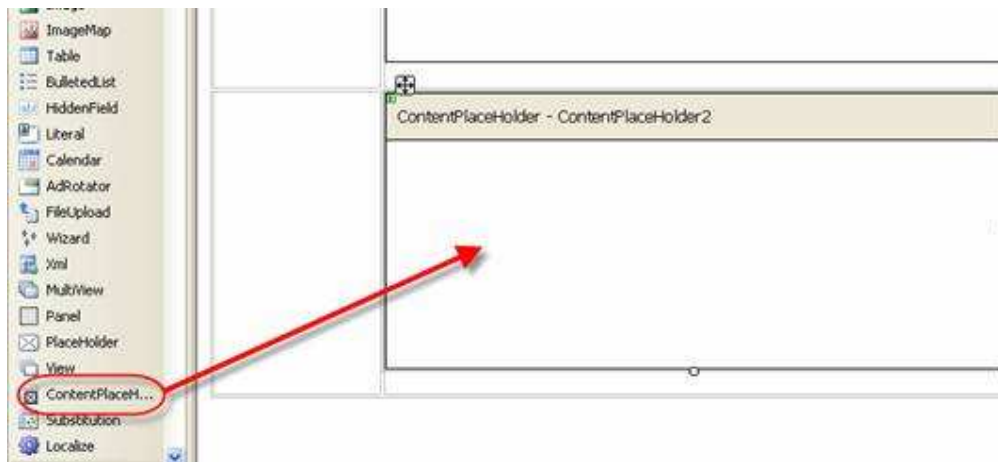 ImageMap
Table
BulletedList
HiddenField
Literal
Calendar
AdRotator
FileUpload
Wizard
Xml
MultiView
Panel
PlaceHolder
View
ContentPlaceH...
Substitution
Localize
ContentPlaceHolder - ContentPlaceHolder2